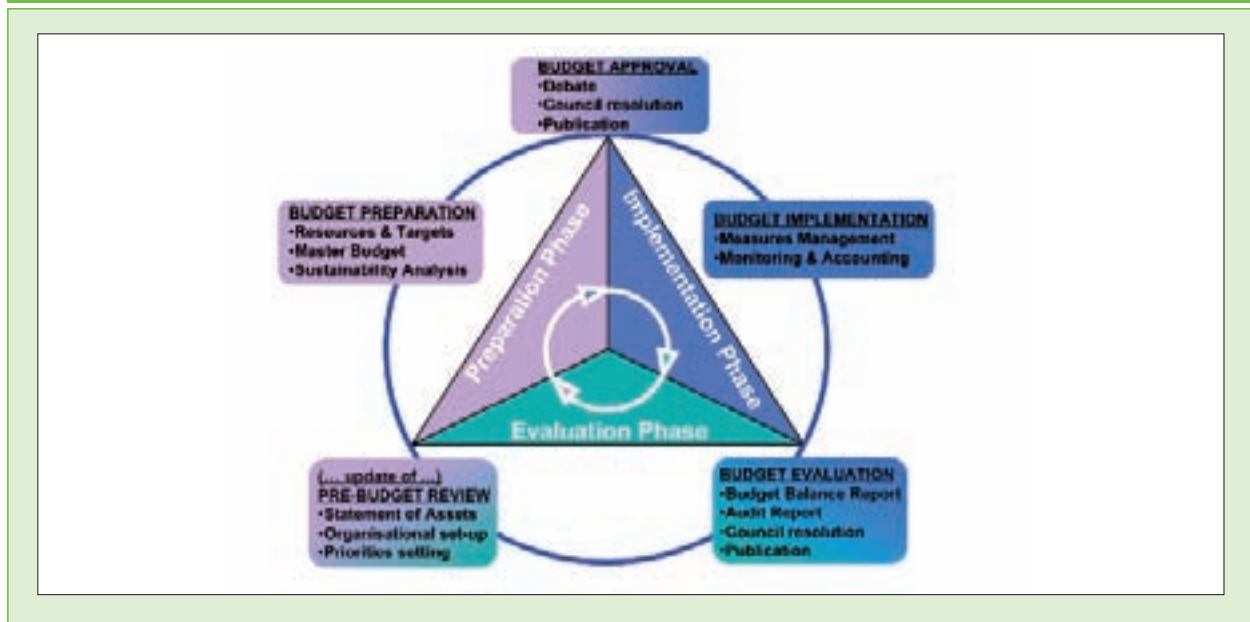 BUDGET APPROVAL
•Debate
•Council resolution
•Publication
BUDGET PREPARATION
•Resources & Targets
•Master Budget
•Sustainability Analysis
BUDGET IMPLEMENTATION
•Measures Management
•Monitoring & Accounting
Preparation Phase
Implementation Phase
Evaluation Phase
(... update of ...)
PRE-BUDGET REVIEW
•Statement of Assets
•Organisational set-up
•Priorities setting
BUDGET EVALUATION
•Budget Balance Report
•Audit Report
•Council resolution
•Publication